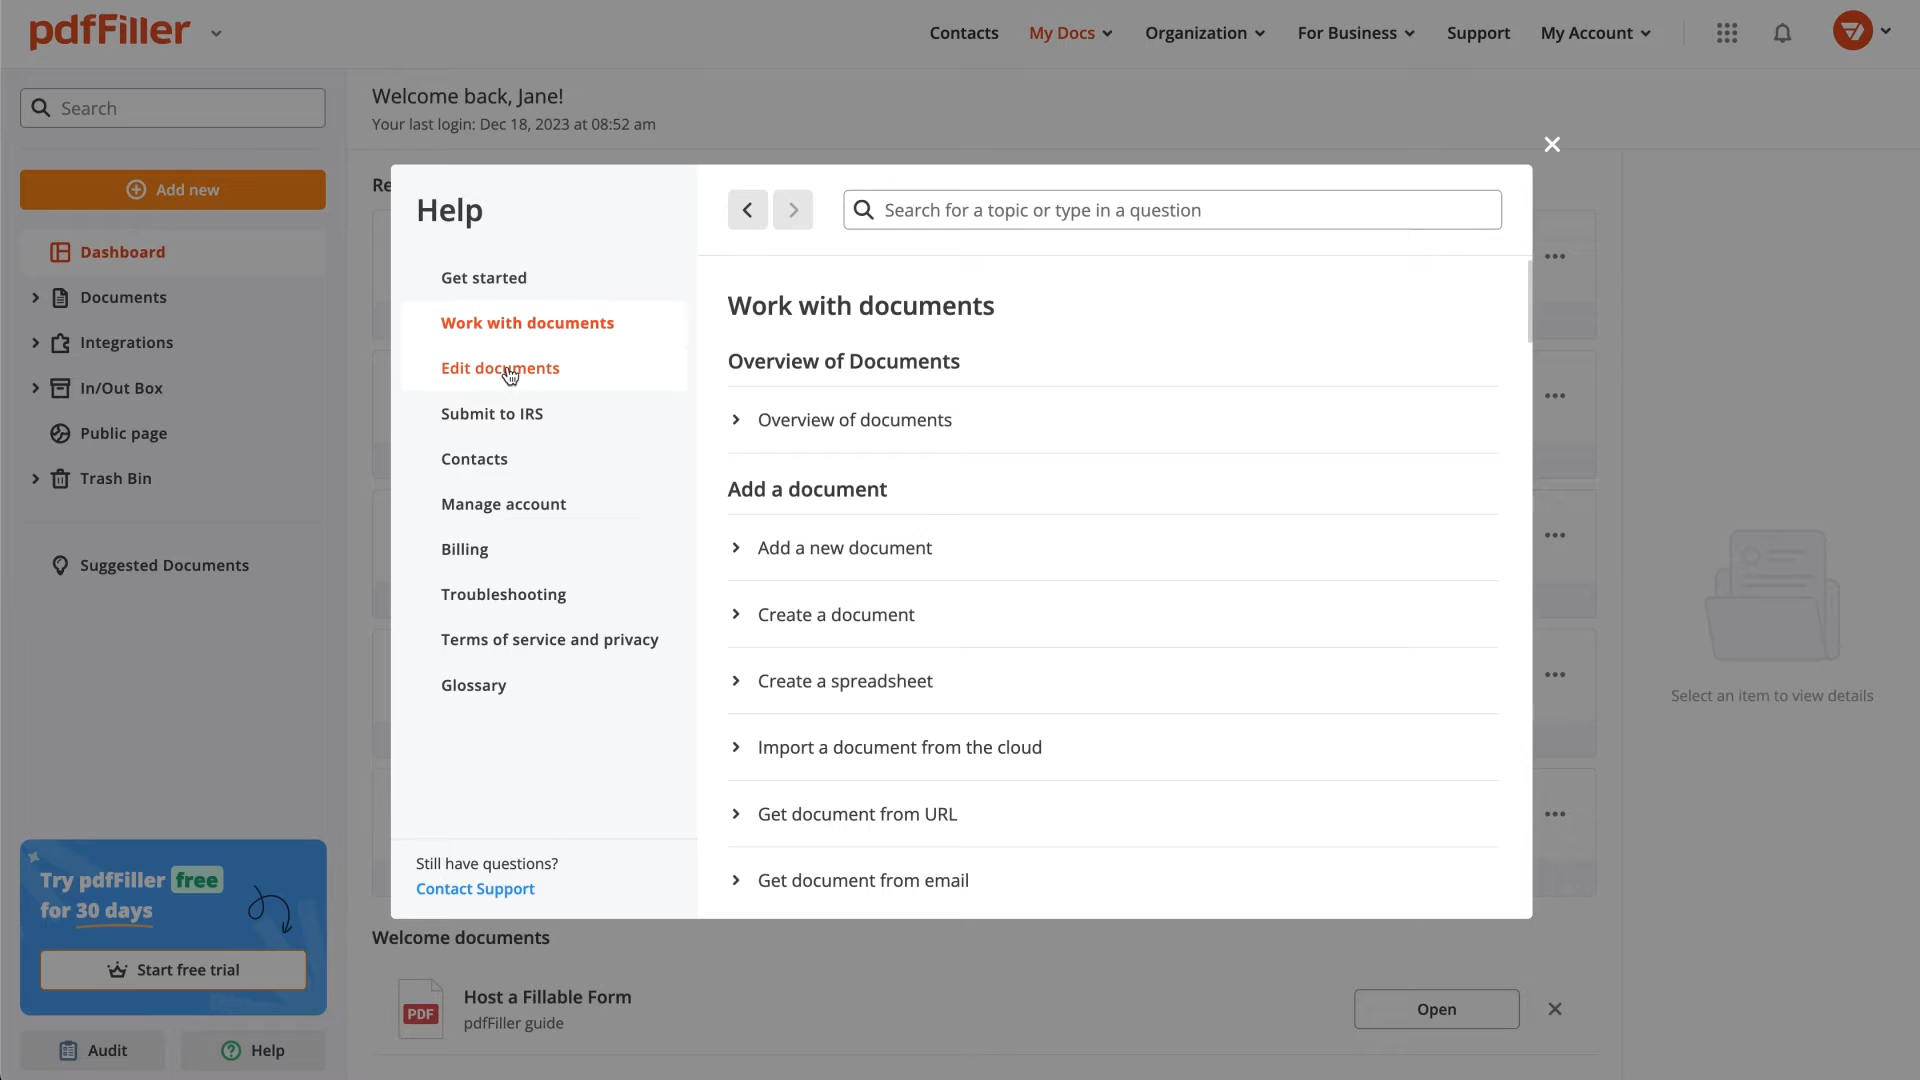 pdfFiller
Contacts
My Docs
Organization
For Business
Support
My Account
Search
Welcome back, Jane!
Your last login: Dec 18, 2023 at 08:52 am
Add new
Re
Dashboard
Documents
Integrations
In/Out Box
Public page
Trash Bin
Suggested Documents
Try pdfFiller free
for 30 days
Start free trial
Audit
Help
Help
Get started
Work with documents
Edit documents
Submit to IRS
Contacts
Manage account
Billing
Troubleshooting
Terms of service and privacy
Glossary
Still have questions?
Contact Support
Search for a topic or type in a question
Work with documents
Overview of Documents
Overview of documents
Add a document
Add a new document
Create a document
Create a spreadsheet
Import a document from the cloud
Get document from URL
Get document from email
Select an item to view details
Welcome documents
PDF
Host a Fillable Form
pdfFiller guide
Open